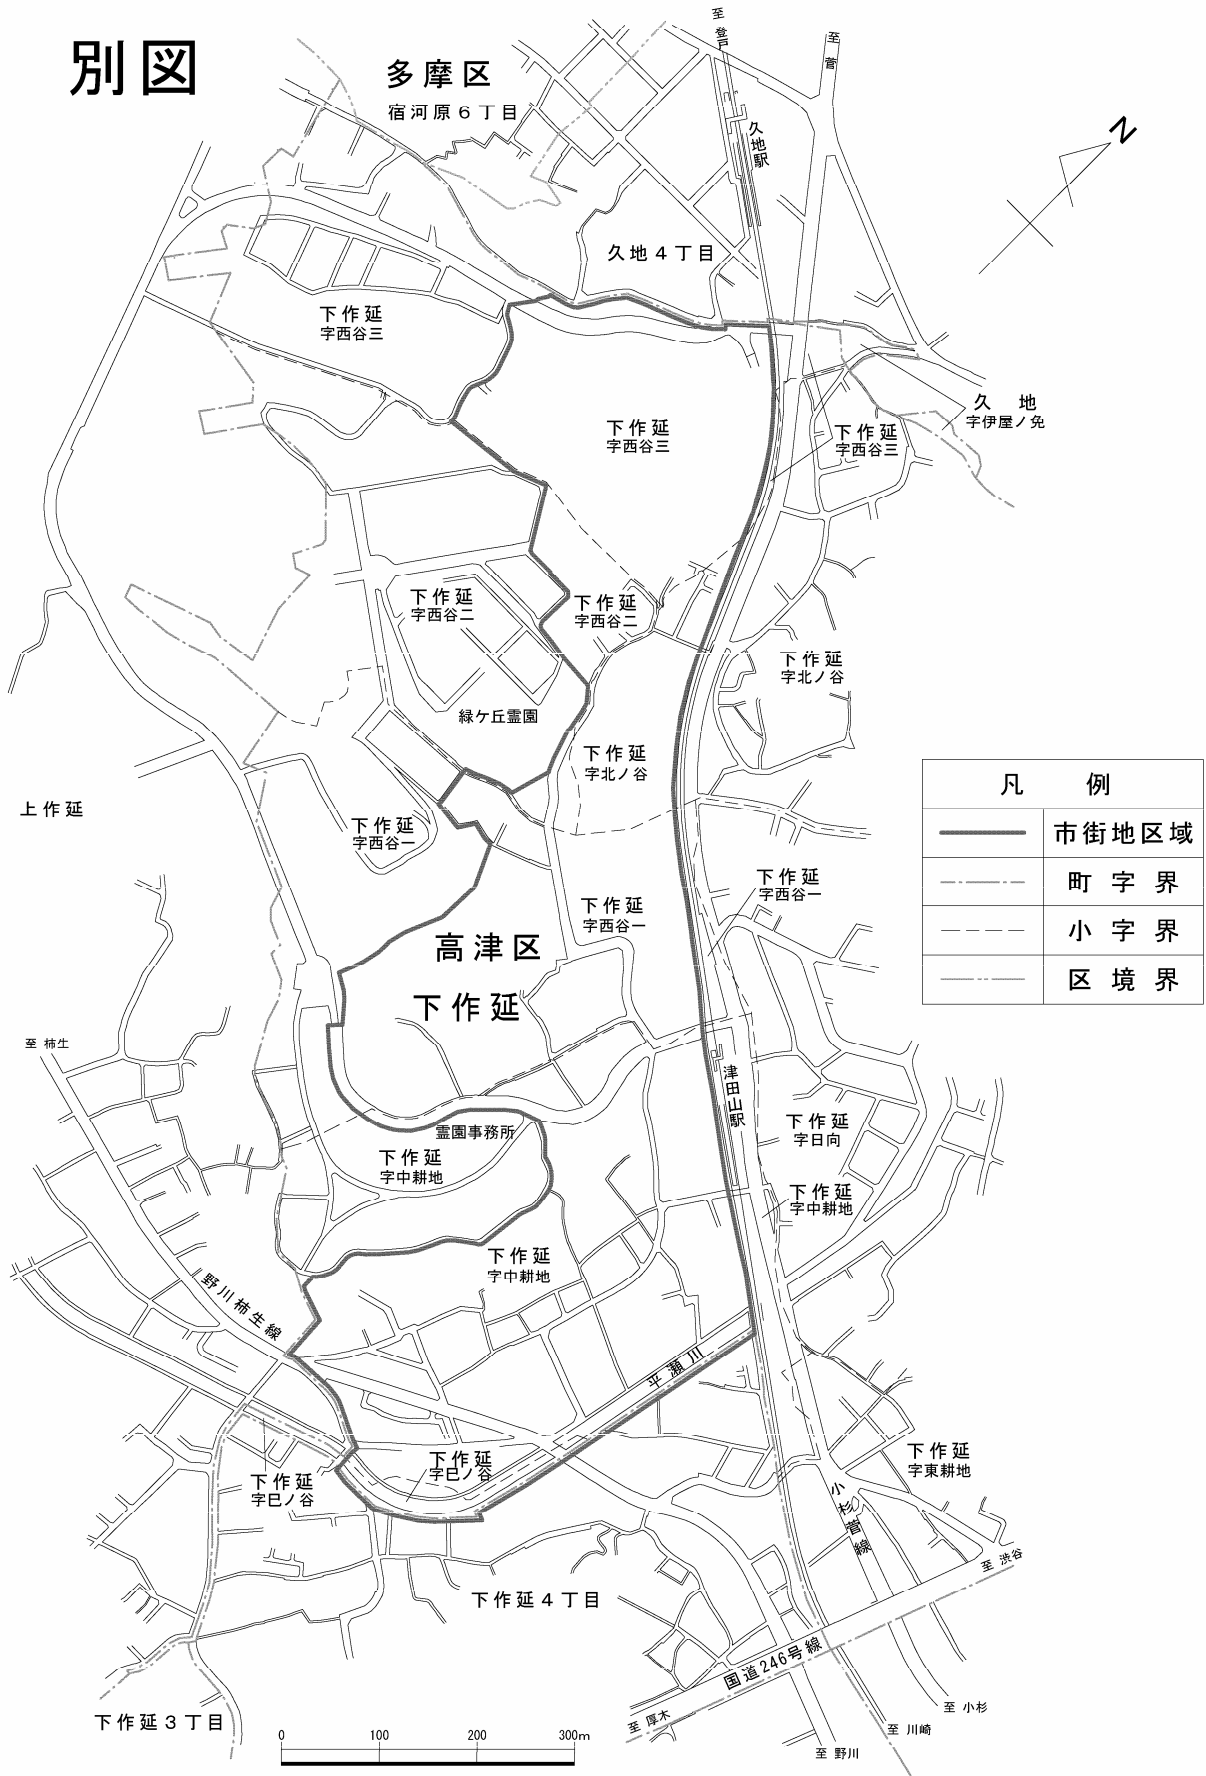 別図
多摩区
宿河原6丁目
至 登戸
至 菅
久地駅
N
久地4丁目
下作延
字西谷三
下作延
字西谷三
久 地
字伊屋ノ免
下作延
字西谷三
下作延
字西谷二
下作延
字西谷二
下作延
字北ノ谷
緑ケ丘霊園
下作延
字北ノ谷
上作延
下作延
字西谷一
下作延
字西谷一
下作延
字西谷一
高津区
下作延
凡 例
市街地区域
町字界
小字界
区境界
至 柿生
津田山駅
下作延
字日向
霊園事務所
下作延
字中耕地
下作延
字中耕地
下作延
字中耕地
野川柿生線
平瀬川
下作延
字巳ノ谷
下作延
字巳ノ谷
下作延
字東耕地
小杉菅線
至 渋谷
下作延4丁目
国道246号線
下作延3丁目
至 厚木
至 小杉
至 川崎
至 野川
0 100 200 300m